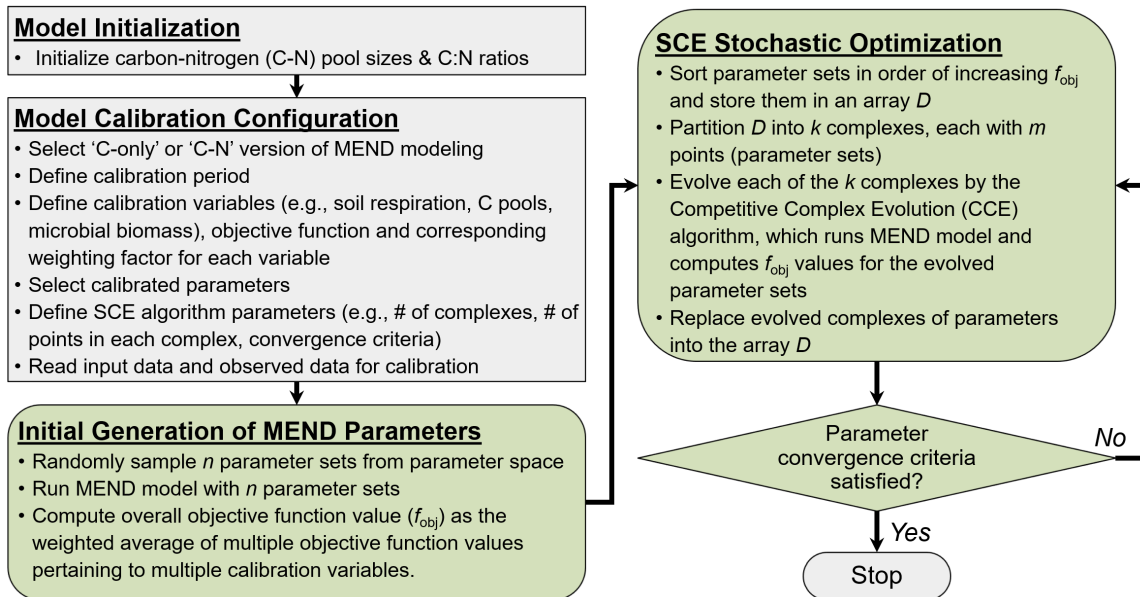 Model Initialization
• Initialize carbon-nitrogen (C-N) pool sizes & C:N ratios
Model Calibration Configuration
• Select ‘C-only’ or ‘C-N’ version of MEND modeling
• Define calibration period
• Define calibration variables (e.g., soil respiration, C pools,
microbial biomass), objective function and corresponding
weighting factor for each variable
• Select calibrated parameters
• Define SCE algorithm parameters (e.g., # of complexes, # of
points in each complex, convergence criteria)
• Read input data and observed data for calibration
Initial Generation of MEND Parameters
• Randomly sample n parameter sets from parameter space
• Run MEND model with n parameter sets
• Compute overall objective function value (fobj) as the
weighted average of multiple objective function values
pertaining to multiple calibration variables.
SCE Stochastic Optimization
• Sort parameter sets in order of increasing fobj
and store them in an array D
• Partition D into k complexes, each with m
points (parameter sets)
• Evolve each of the k complexes by the
Competitive Complex Evolution (CCE)
algorithm, which runs MEND model and
computes fobj values for the evolved
parameter sets
• Replace evolved complexes of parameters
into the array D
Parameter
convergence criteria
satisfied?
No
Yes
Stop